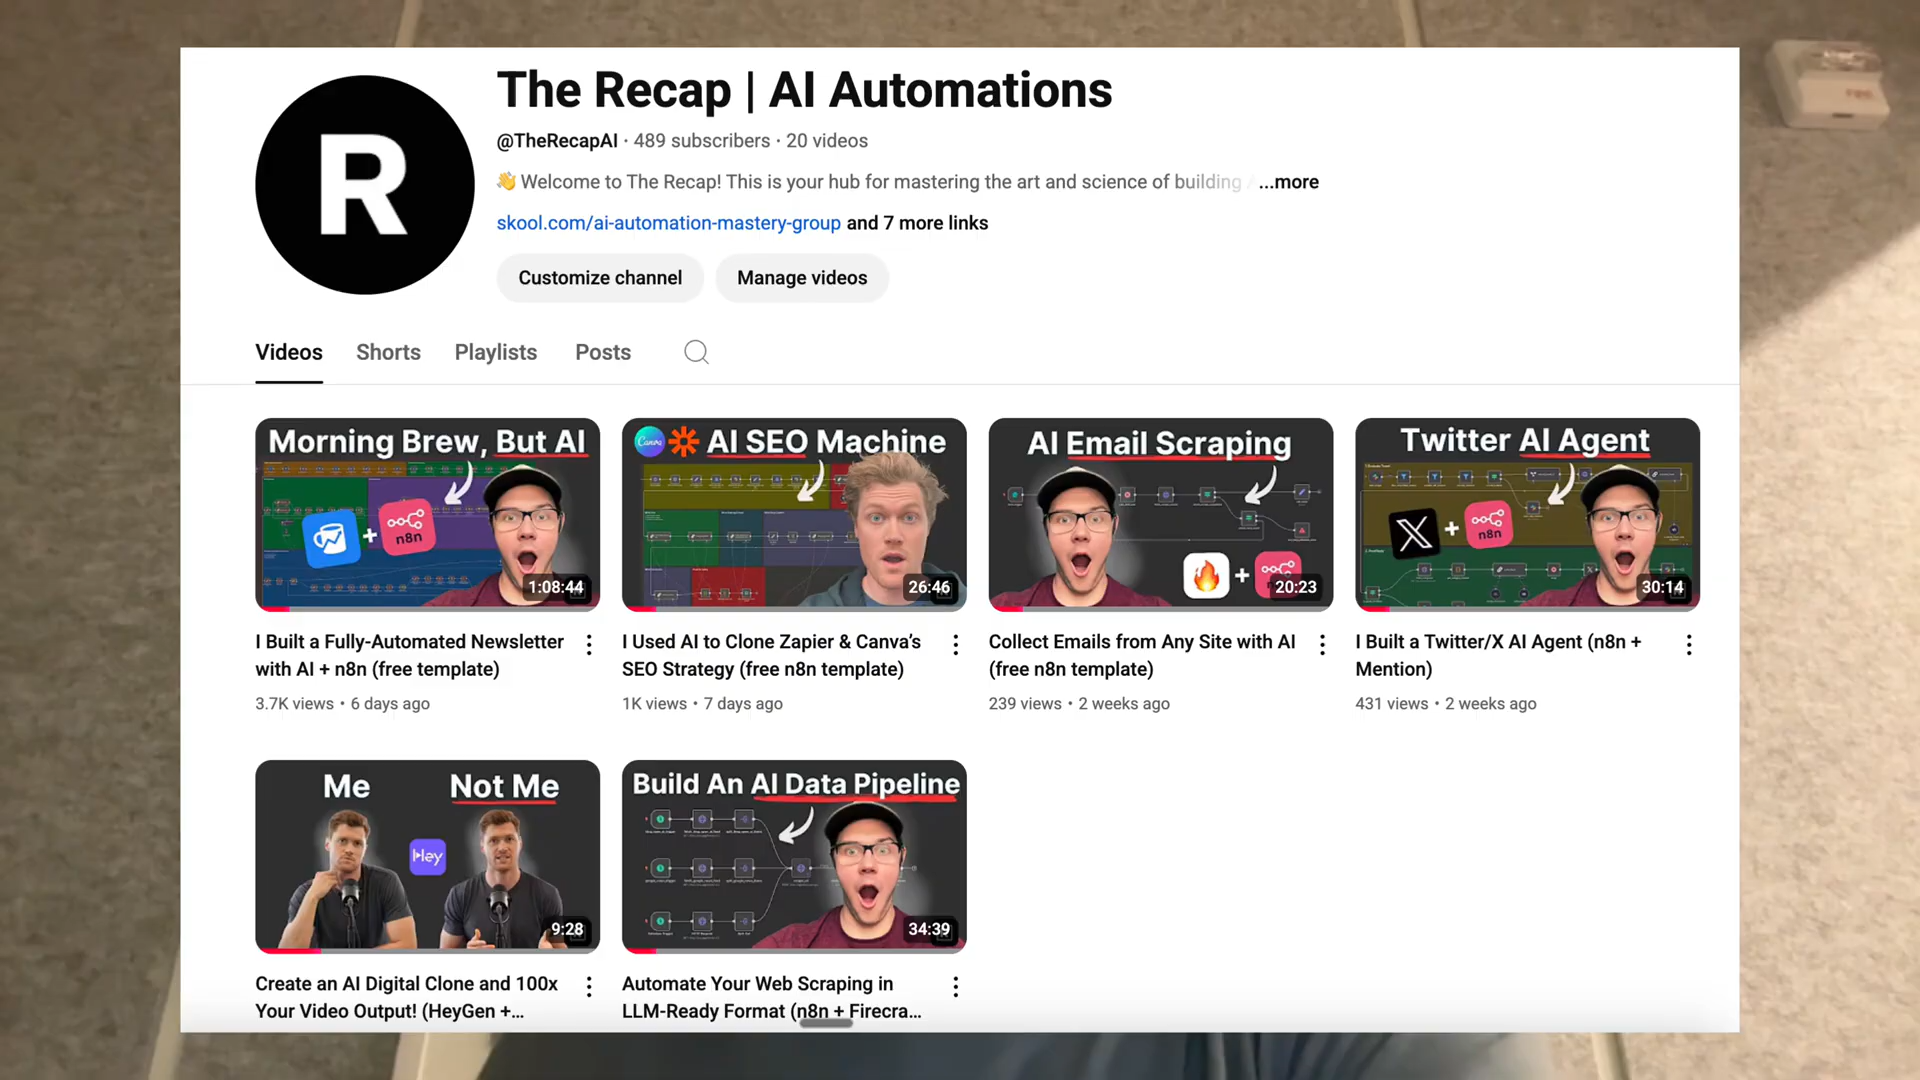 R
The Recap | AI Automations
@TheRecapAI · 489 subscribers · 20 videos
👋 Welcome to The Recap! This is your hub for mastering the art and science of building ...more
skool.com/ai-automation-mastery-group and 7 more links
Customize channel
Manage videos
Videos
Shorts
Playlists
Posts
Morning Brew, But AI
n8n
1:08:44
I Built a Fully-Automated Newsletter
with AI + n8n (free template)
3.7K views • 6 days ago
Canva
AI SEO Machine
26:46
I Used AI to Clone Zapier & Canva's
SEO Strategy (free n8n template)
1K views • 7 days ago
AI Email Scraping
20:23
Collect Emails from Any Site with AI
(free n8n template)
239 views • 2 weeks ago
Twitter AI Agent
X
n8n
30:14
I Built a Twitter/X AI Agent (n8n +
Mention)
431 views • 2 weeks ago
Me
Not Me
Hey
9:28
Create an AI Digital Clone and 100x
Your Video Output! (HeyGen +...
Build An AI Data Pipeline
34:39
Automate Your Web Scraping in
LLM-Ready Format (n8n + Firecra...